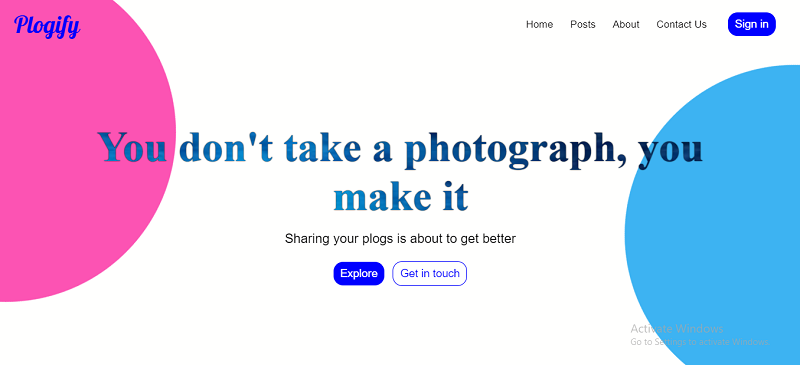 Plogify
Home Posts About Contact Us Sign in
You don't take a photograph, you
make it
Sharing your plogs is about to get better
Explore Get in touch
Activate Windows
Go to Settings to activate Windows.